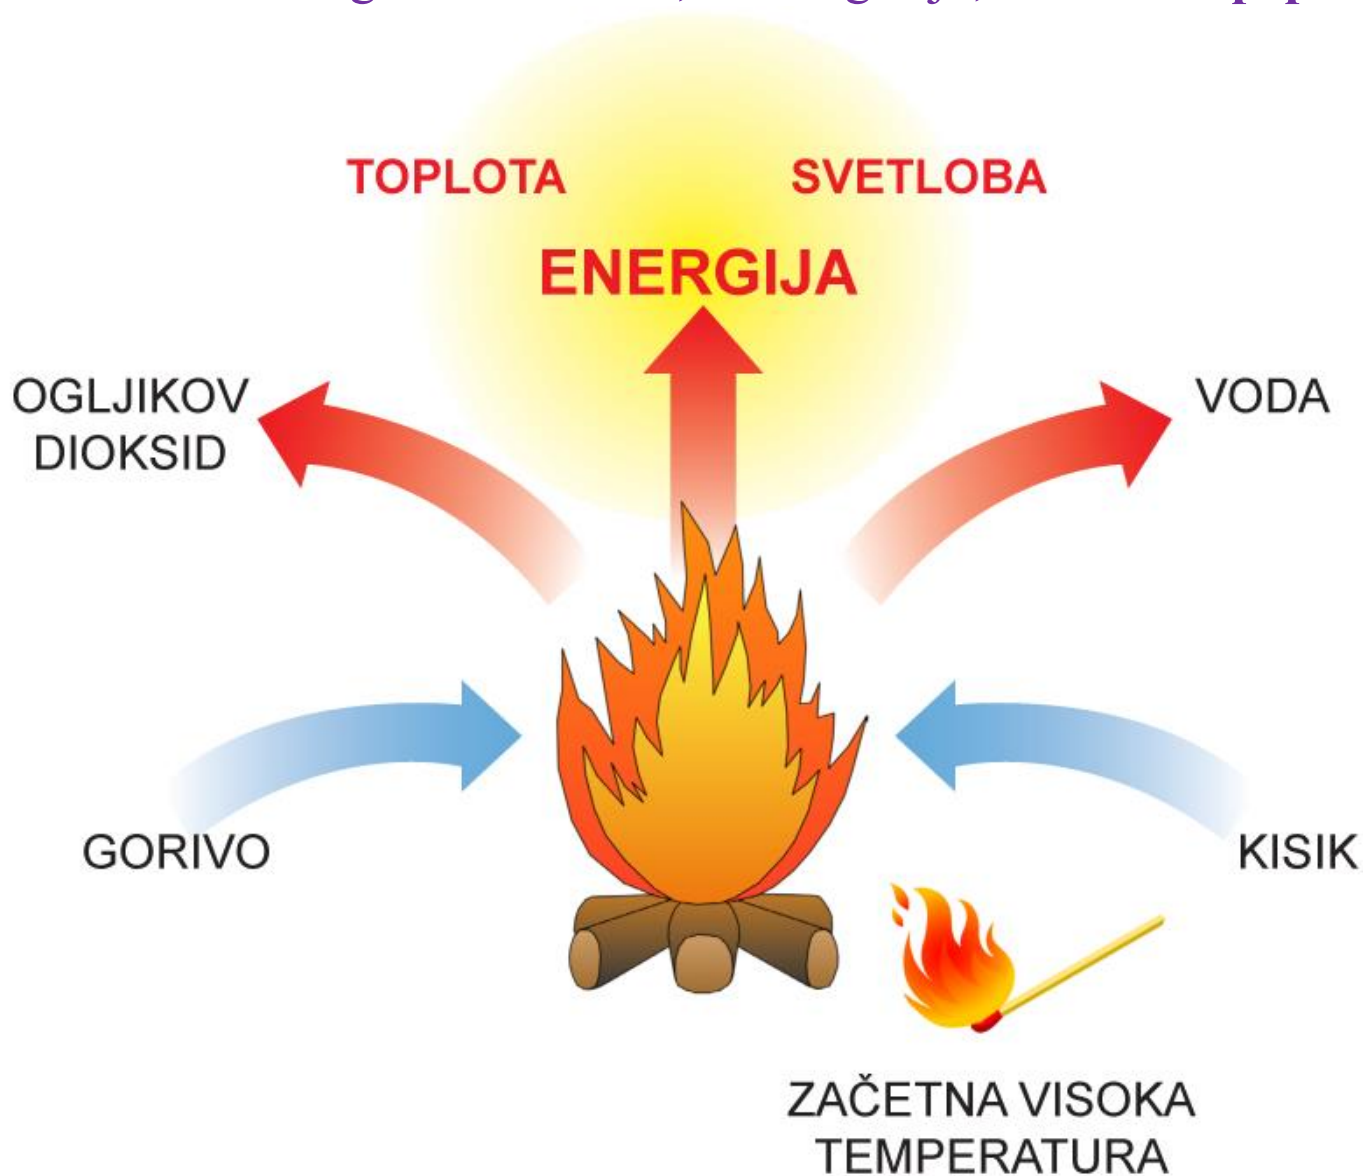 TOPLOTA SVETLOBA
ENERGIJA
OGLJIKOV
DIOKSID
VODA
GORIVO
KISIK
ZAČETNA VISOKA
TEMPERATURA